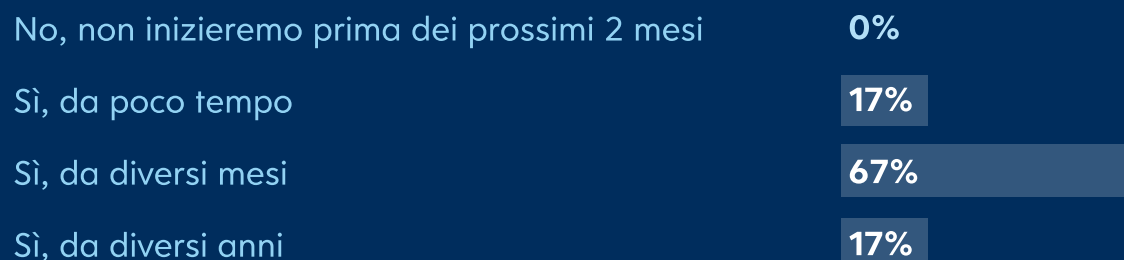 No, non inizieremo prima dei prossimi 2 mesi 0%
Sì, da poco tempo 17%
Sì, da diversi mesi 67%
Sì, da diversi anni 17%